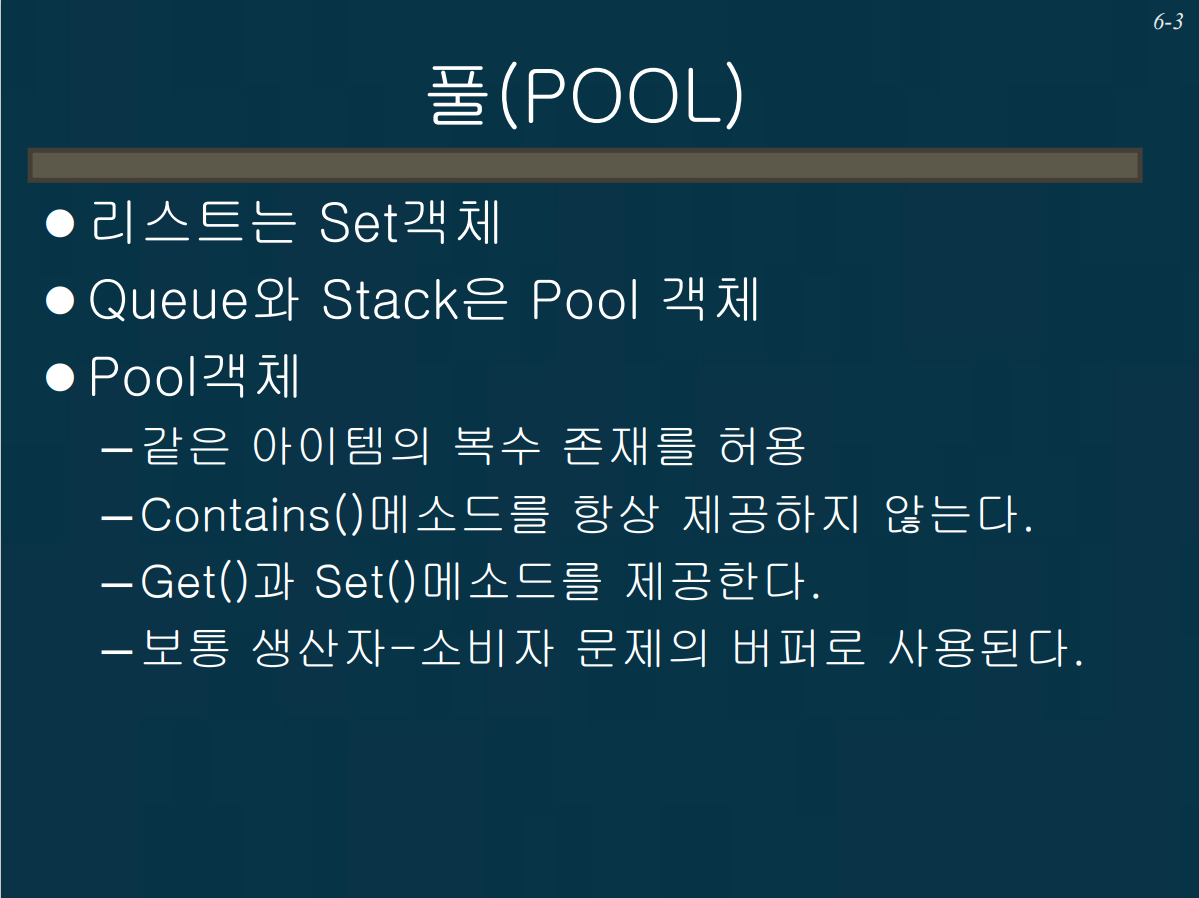 6-3
풀(POOL)
● 리스트는 Set객체
● Queue와 Stack은 Pool 객체
● Pool객체
– 같은 아이템의 복수 존재를 허용
– Contains()메소드를 항상 제공하지 않는다.
– Get()과 Set()메소드를 제공한다.
– 보통 생산자-소비자 문제의 버퍼로 사용된다.